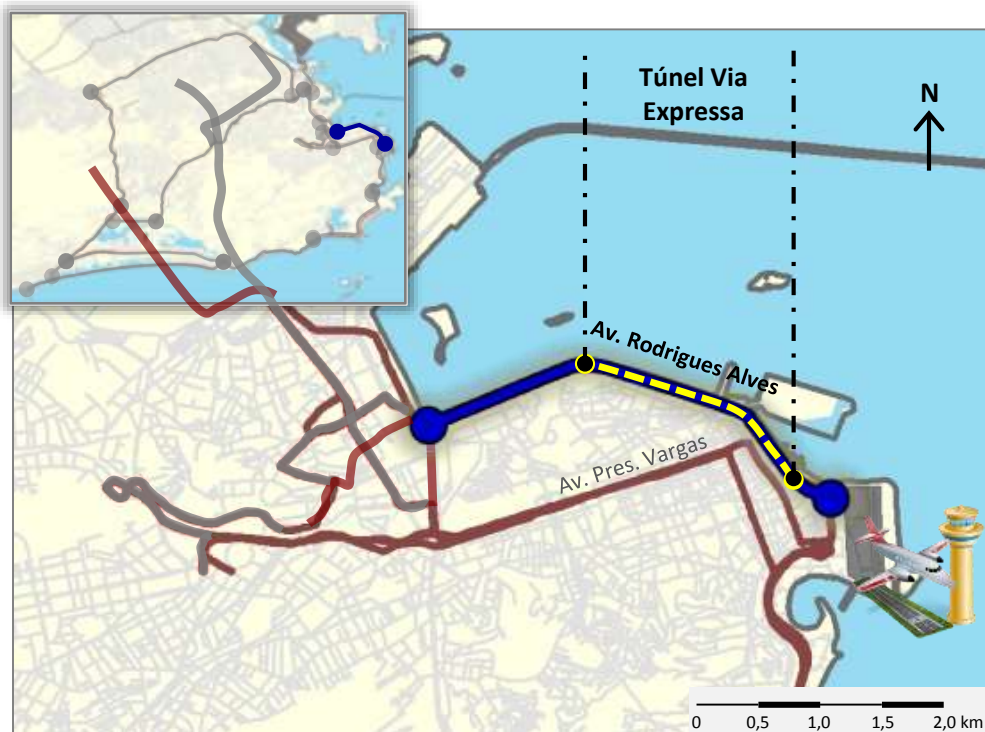 Túnel Via
Expressa
N
Av. Rodrigues Alves
Av. Pres. Vargas
0 0,5 1,0 1,5 2,0 km